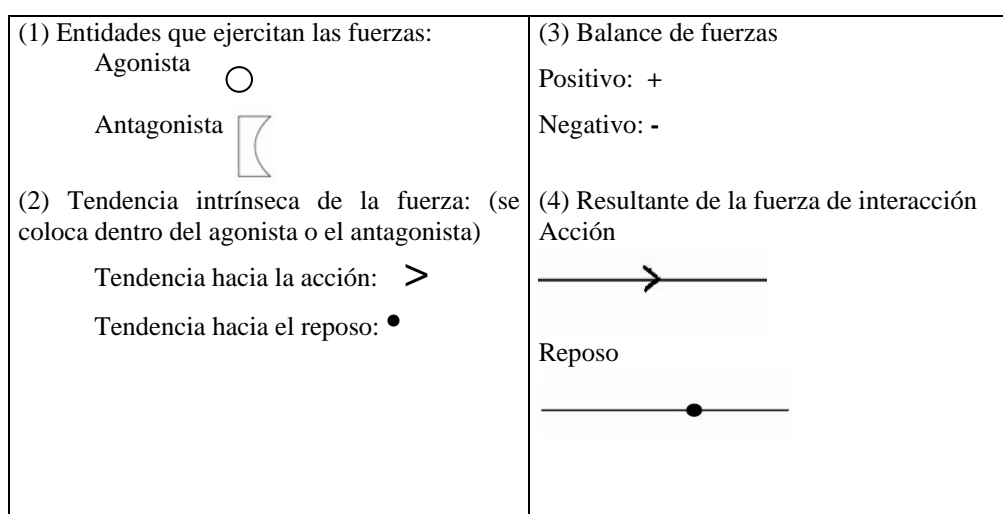 (1) Entidades que ejercitan las fuerzas:
Agonista
Antagonista
(2) Tendencia intrínseca de la fuerza: (se
coloca dentro del agonista o el antagonista)
Tendencia hacia la acción: >
Tendencia hacia el reposo: •
(3) Balance de fuerzas
Positivo: +
Negativo: -
(4) Resultante de la fuerza de interacción
Acción
Reposo